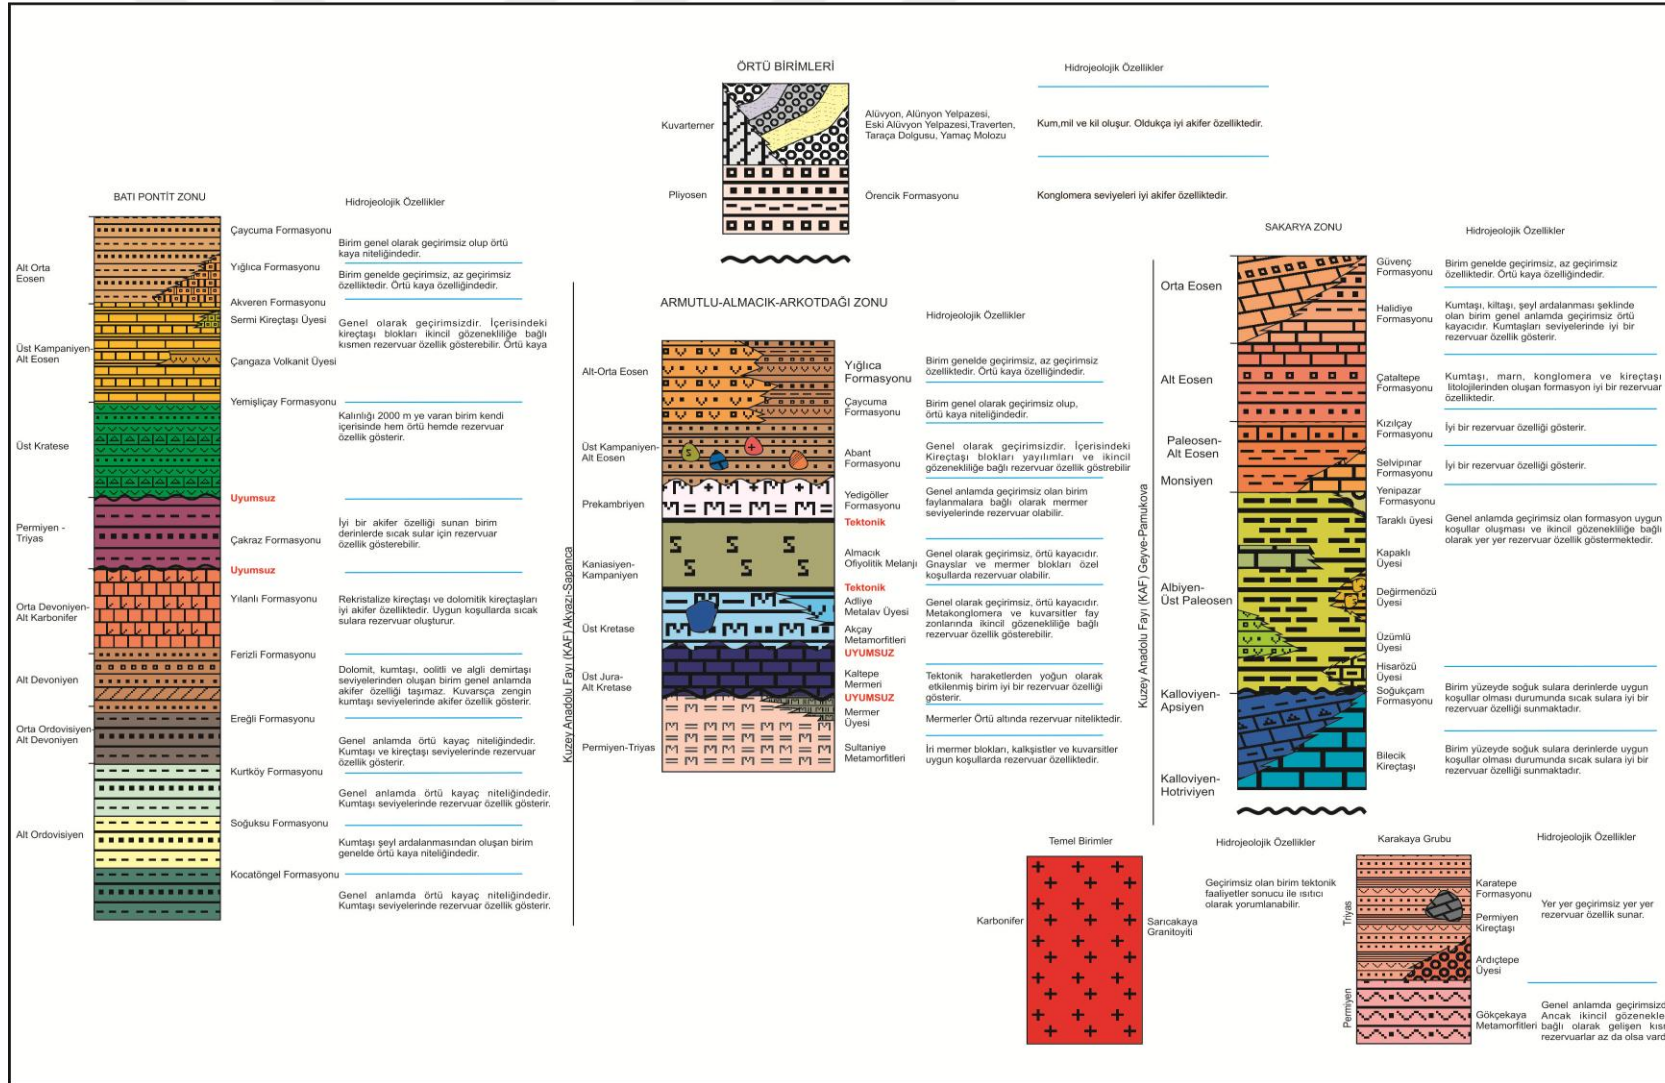 ÖRTÜ BİRİMLERİ
Hidrojeolojik Özellikler
Kuvarterner
Alüvyon, Alünyon Yelpazesi,
Eski Alüvyon Yelpazesi,Traverten,
Taraça Dolgusu, Yamaç Molozu
Kum,mil ve kil oluşur. Oldukça iyi akifer özelliktedir.
Pliyosen
Örencik Formasyonu
Konglomera seviyeleri iyi akifer özelliktedir.
BATI PONTİT ZONU
Hidrojeolojik Özellikler
Alt Orta
Eosen
Çaycuma Formasyonu
Birim genel olarak geçirimsiz olup örtü
kaya niteliğindedir.
Yığlıca Formasyonu
Birim genelde geçirimsiz, az geçirimsiz
özelliktedir. Örtü kaya özelliğindedir.
Akveren Formasyonu
Sermi Kireçtaşı Üyesi
Genel olarak geçirimsizdir. İçerisindeki
kireçtaşı blokları ikincil gözenekliliğe bağlı
kısmen rezervuar özellik gösterebilir. Örtü kaya
Üst Kampaniyen-
Alt Eosen
Çangaza Volkanit Üyesi
Yemişliçay Formasyonu
Kalınlığı 2000 m ye varan birim kendi
içerisinde hem örtü hemde rezervuar
özellik gösterir.
Üst Kratese
Uyumsuz
Permiyen -
Triyas
Çakraz Formasyonu
İyi bir akifer özelliği sunan birim
derinlerde sıcak sular için rezervuar
özellik gösterebilir.
Uyumsuz
Orta Devoniyen-
Alt Karbonifer
Yılanlı Formasyonu
Rekristalize kireçtaşı ve dolomitik kireçtaşları
iyi akifer özelliktedir. Uygun koşullarda sıcak
sulara rezervuar oluşturur.
Ferizli Formasyonu
Alt Devoniyen
Dolomit, kumtaşı, oolitli ve algli demirtaşı
seviyelerinden oluşan birim genel anlamda
akifer özelliği taşımaz. Kuvarsça zengin
kumtaşı seviyelerinde akifer özellik gösterir.
Orta Ordovisiyen-
Alt Devoniyen
Ereğli Formasyonu
Genel anlamda örtü kayaç niteliğindedir.
Kumtaşı ve kireçtaşı seviyelerinde rezervuar
özellik gösterir.
Kurtköy Formasyonu
Genel anlamda örtü kayaç niteliğindedir.
Kumtaşı seviyelerinde rezervuar özellik gösterir.
Alt Ordovisiyen
Soğuksu Formasyonu
Kumtaşı şeyl ardalanmasından oluşan birim
genelde örtü kaya niteliğindedir.
Kocatöngel Formasyonu
Genel anlamda örtü kayaç niteliğindedir.
Kumtaşı seviyelerinde rezervuar özellik gösterir.
Kuzey Anadolu Fayı (KAF) Akyazı-Sapanca
ARMUTLU-ALMACIK-ARKOTDAĞI ZONU
Hidrojeolojik Özellikler
Alt-Orta Eosen
Yığlıca
Formasyonu
Birim genelde geçirimsiz, az geçirimsiz
özelliktedir. Örtü kaya özelliğindedir.
Çaycuma
Formasyonu
Birim genel olarak geçirimsiz olup,
örtü kaya niteliğindedir.
Üst Kampaniyen-
Alt Eosen
Abant
Formasyonu
Genel olarak geçirimsizdir. İçerisindeki
Kireçtaşı blokları yayılımları ve ikincil
gözenekliliğe bağlı rezervuar özellik göstrebilir
Prekambriyen
Yedigöller
Formasyonu
Genel anlamda geçirimsiz olan birim
faylanmalara bağlı olarak mermer
seviyelerinde rezervuar olabilir.
Tektonik
Kaniasiyen-
Kampaniyen
Almacık
Ofiyolitik Melanjı
Genel olarak geçirimsiz, örtü kayacıdır.
Gnayslar ve mermer blokları özel
koşullarda rezervuar olabilir.
Tektonik
Üst Kretase
Adliye
Metalav Üyesi
Akçay
Metamorfitleri
Genel olarak geçirimsiz, örtü kayacıdır.
Metakonglomera ve kuvarsitler fay
zonlarında ikincil gözenekliliğe bağlı
rezervuar özellik gösterebilir.
UYUMSUZ
Üst Jura-
Alt Kretase
Kaltepe
Mermeri
Tektonik haraketlerden yoğun olarak
etkilenmiş birim iyi bir rezervuar özelliği
gösterir.
UYUMSUZ
Mermer
Üyesi
Mermerler Örtü altında rezervuar niteliktedir.
Permiyen-Triyas
Sultaniye
Metamorfitleri
İri mermer blokları, kalkşistler ve kuvarsitler
uygun koşullarda rezervuar özelliktedir.
Kuzey Anadolu Fayı (KAF) Geyve-Pamukova
SAKARYA ZONU
Hidrojeolojik Özellikler
Orta Eosen
Güvenç
Formasyonu
Birim genelde geçirimsiz, az geçirimsiz
özelliktedir. Örtü kaya özelliğindedir.
Halidiye
Formasyonu
Kumtaşı, kiltaşı, şeyl ardalanması şeklinde
olan birim genel anlamda geçirimsiz örtü
kayacıdır. Kumtaşları seviyelerinde iyi bir
rezervuar özellik gösterir.
Alt Eosen
Çataltepe
Formasyonu
Kumtaşı, marn, konglomera ve kireçtaşı
litolojilerinden oluşan formasyon iyi bir rezervuar
özelliktedir.
Paleosen-
Alt Eosen
Kızılçay
Formasyonu
İyi bir rezervuar özelliği gösterir.
Monsiyen
Selvipınar
Formasyonu
İyi bir rezervuar özelliği gösterir.
Yenipazar
Formasyonu
Taraklı üyesi
Genel anlamda geçirimsiz olan formasyon uygun
koşullar oluşması ve ikincil gözenekliliğe bağlı
olarak yer yer rezervuar özellik göstermektedir.
Kapaklı
Üyesi
Albiyen-
Üst Paleosen
Değirmenözü
Üyesi
Üzümlü
Üyesi
Hisarözü
Üyesi
Kalloviyen-
Apsiyen
Soğukçam
Formasyonu
Birim yüzeyde soğuk sulara derinlerde uygun
koşullar olması durumunda sıcak sulara iyi bir
rezervuar özelliği sunmaktadır.
Bilecik
Kireçtaşı
Birim yüzeyde soğuk sulara derinlerde uygun
koşullar olması durumunda sıcak sulara iyi bir
rezervuar özelliği sunmaktadır.
Kalloviyen-
Hotriviyen
Temel Birimler
Hidrojeolojik Özellikler
Karbonifer
Sarıcakaya
Granitoyiti
Geçirimsiz olan birim tektonik
faaliyetler sonucu ile ısıtıcı
olarak yorumlanabilir.
Karakaya Grubu
Hidrojeolojik Özellikler
Triyas
Karatepe
Formasyonu
Permiyen
Kireçtaşı
Yer yer geçirimsiz yer yer
rezervuar özellik sunar.
Ardıçtepe
Üyesi
Permiyen
Gökçekaya
Metamorfitleri
Genel anlamda geçirimsizd
Ancak ikincil gözenekle
bağlı olarak gelişen kısm
rezervuarlar az da olsa vard